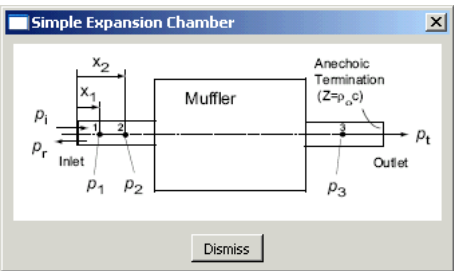 Simple Expansion Chamber
x2
x1
Muffler
Anechoic
Termination
(Z=ρoc)
pi
pr
1
2
3
pt
Inlet
Outlet
p1
p2
p3
Dismiss